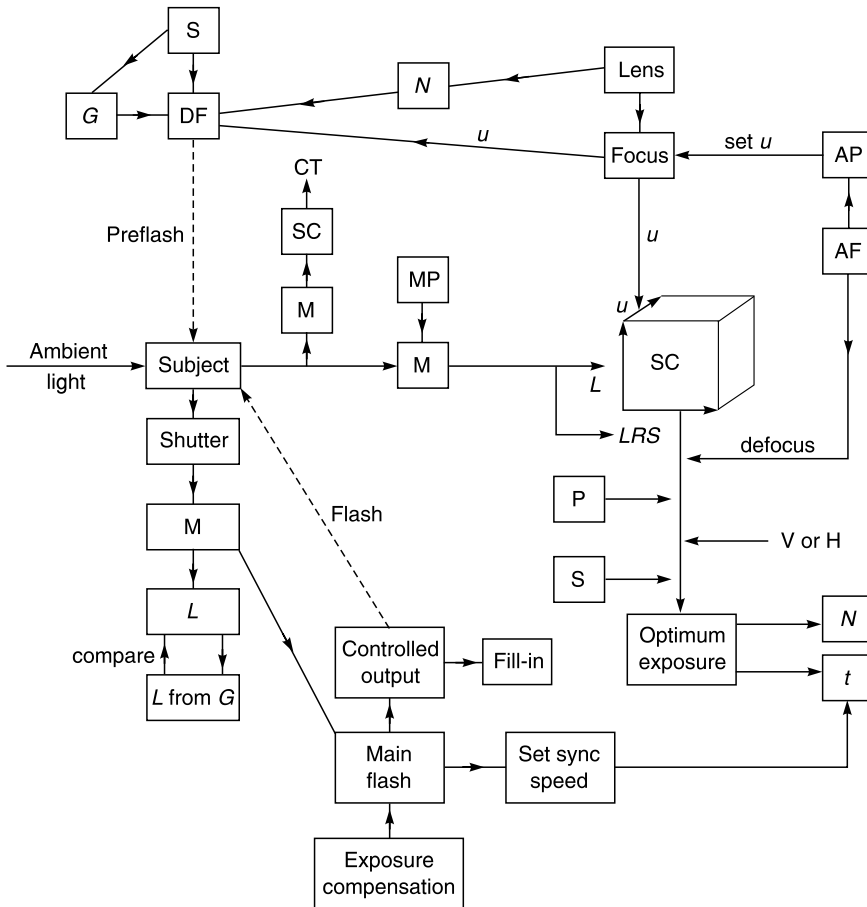 S
Lens
N
G
DF
u
Focus
set u
AP
CT
Preflash
SC
u
AF
MP
M
u
Ambient
light
Subject
M
SC
L
Shutter
LRS
defocus
P
Flash
M
V or H
S
L
N
Optimum
exposure
compare
Controlled
output
Fill-in
L from G
t
Main
flash
Set sync
speed
Exposure
compensation